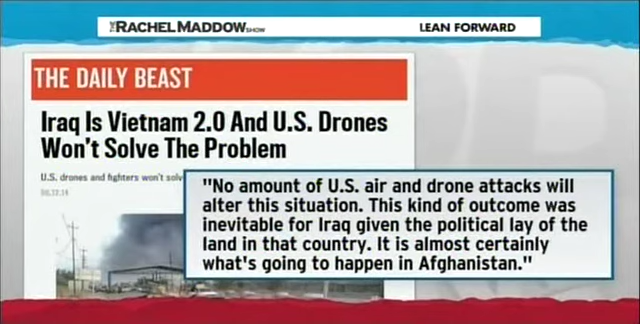 THE RACHEL MADDOW SHOW
LEAN FORWARD
THE DAILY BEAST
Iraq Is Vietnam 2.0 And U.S. Drones
Won't Solve The Problem
U.S. drones and fighters won't solv
"No amount of U.S. air and drone attacks will
alter this situation. This kind of outcome was
inevitable for Iraq given the political lay of the
land in that country. It is almost certainly
what's going to happen in Afghanistan."